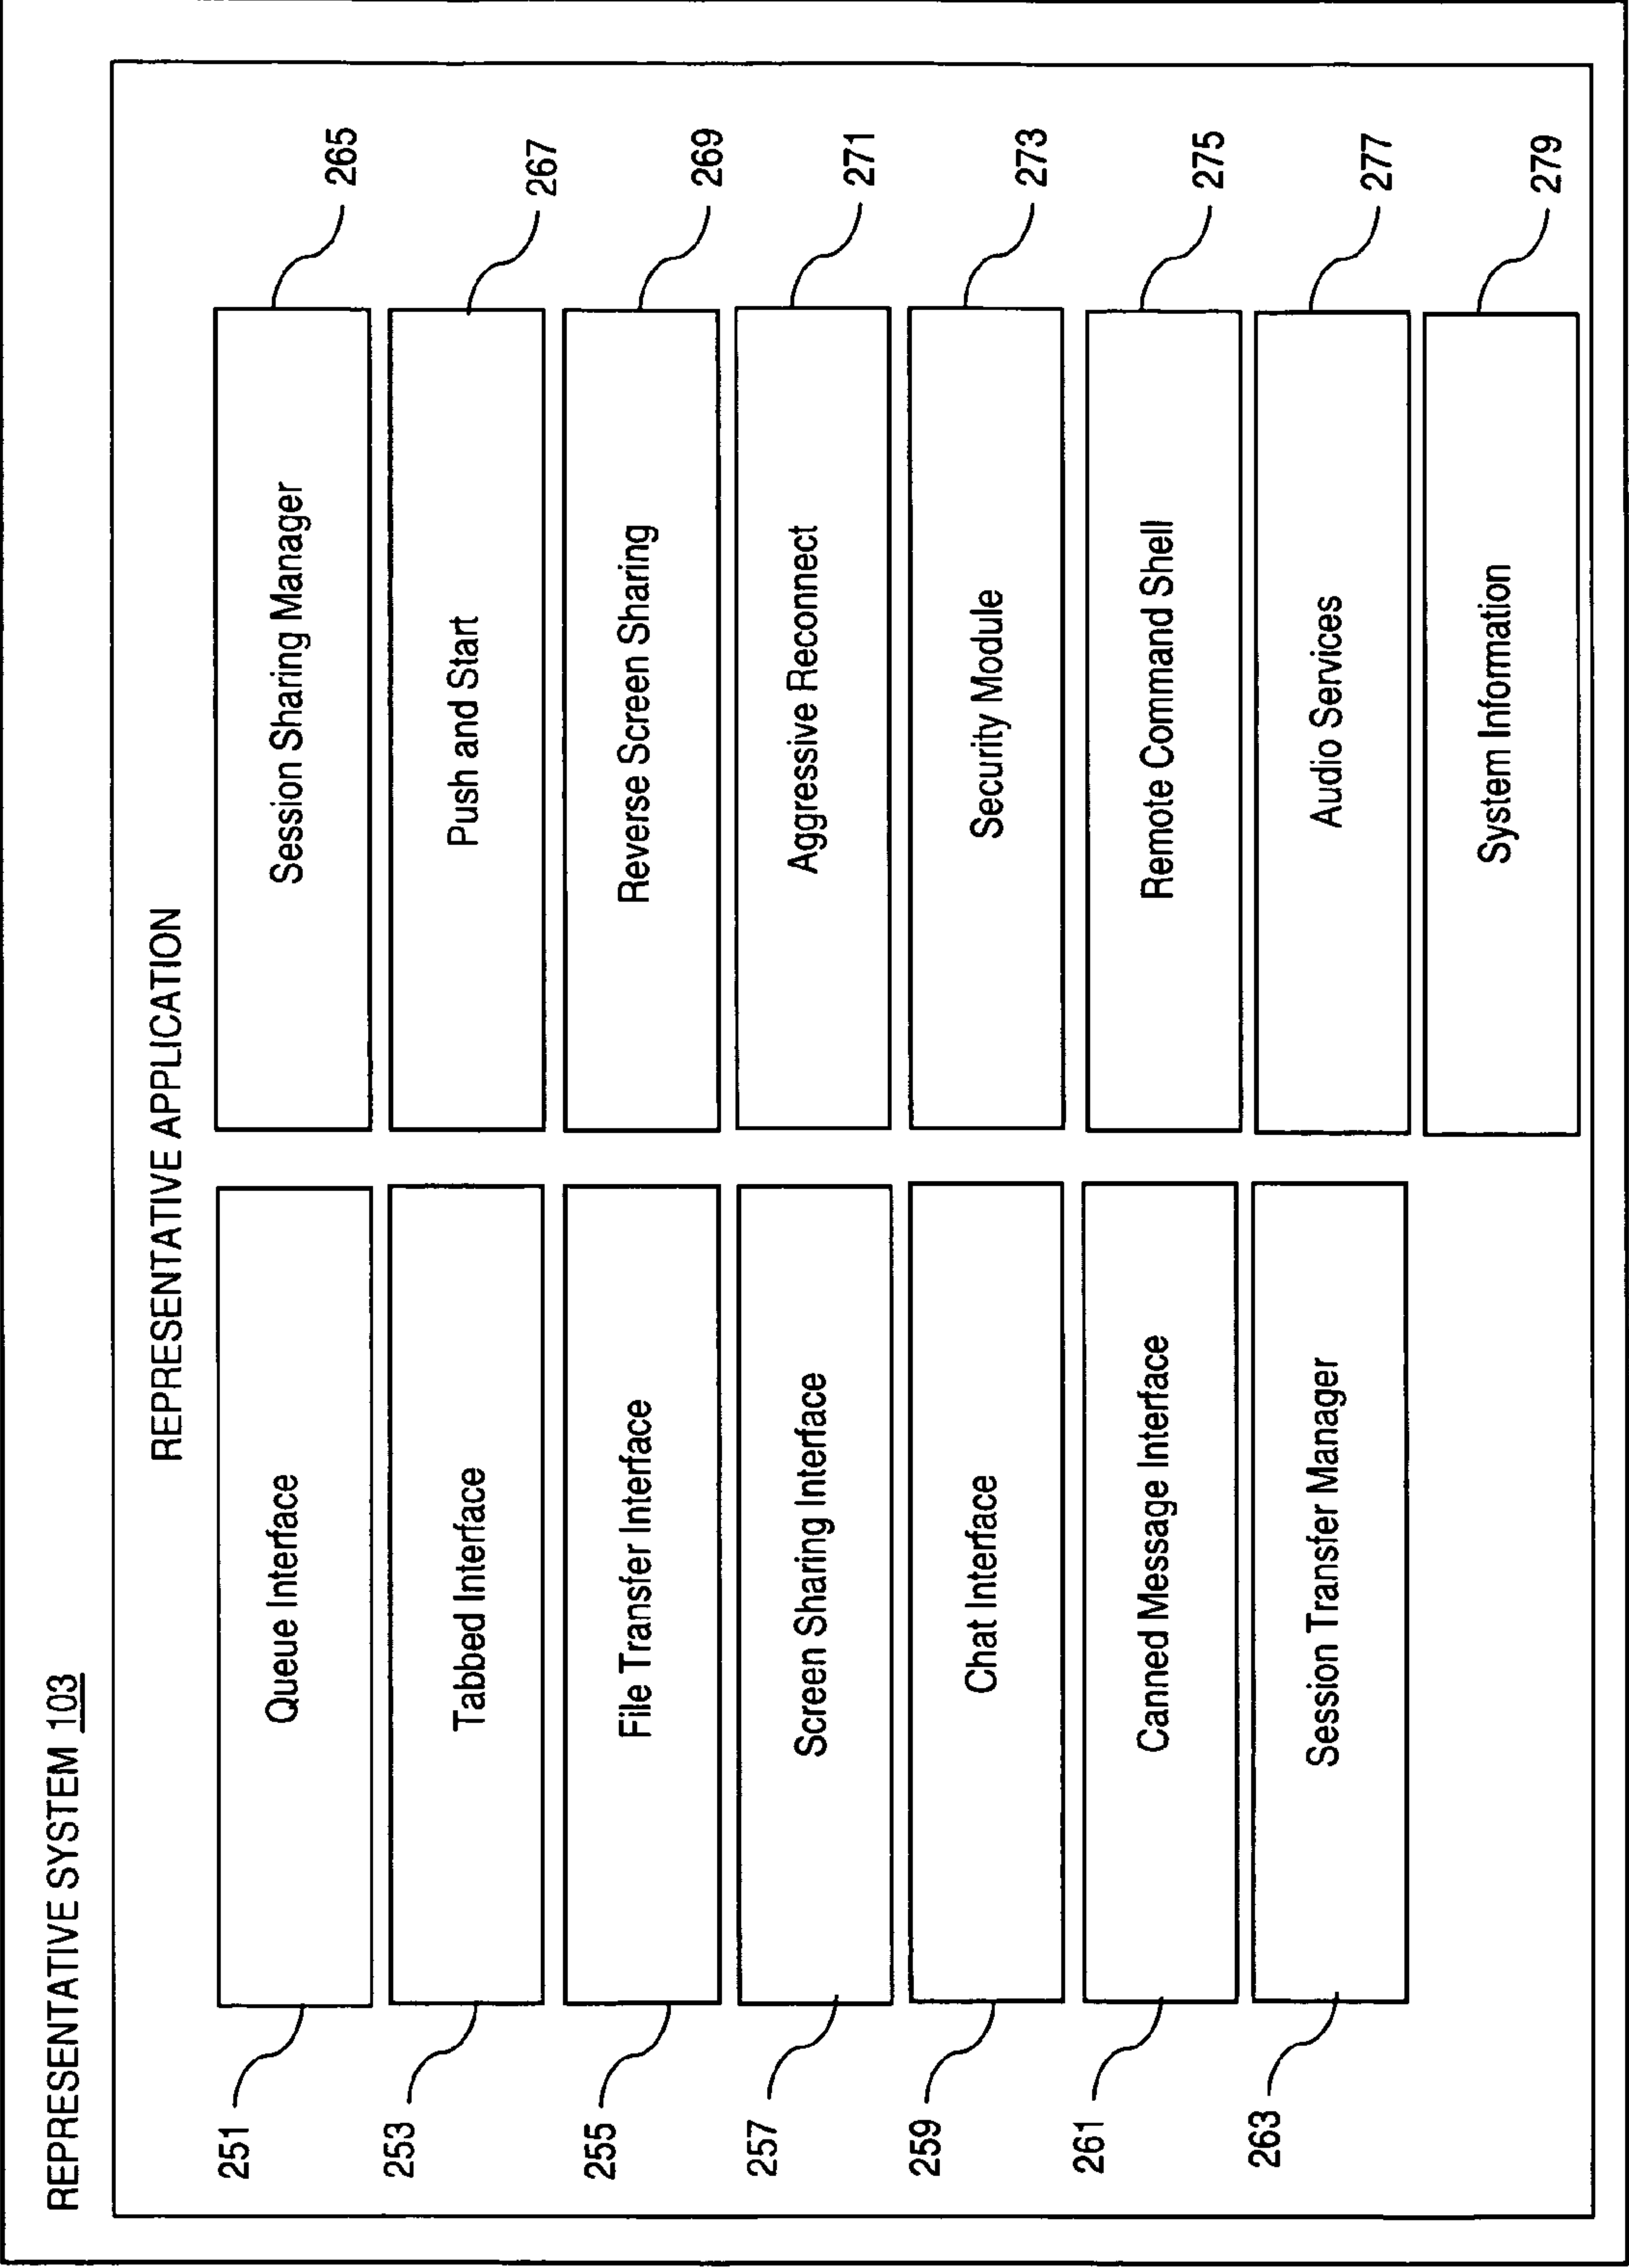 REPRESENTATIVE SYSTEM 103
REPRESENTATIVE APPLICATION
251
Queue Interface
253
Tabbed Interface
255
File Transfer Interface
257
Screen Sharing Interface
259
Chat Interface
261
Canned Message Interface
263
Session Transfer Manager
Session Sharing Manager
265
Push and Start
267
Reverse Screen Sharing
269
Aggressive Reconnect
271
Security Module
273
Remote Command Shell
275
Audio Services
277
System Information
279